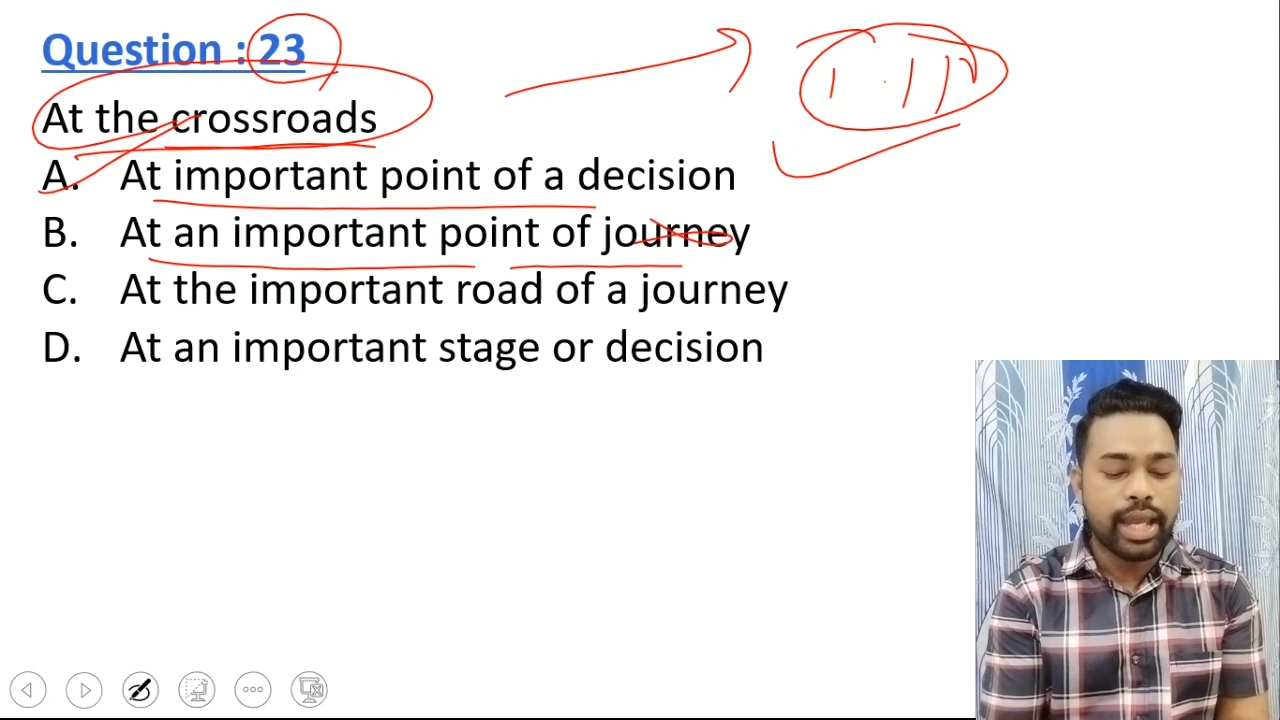 Question : 23
At the crossroads
A. At important point of a decision
B. At an important point of journey
C. At the important road of a journey
D. At an important stage or decision